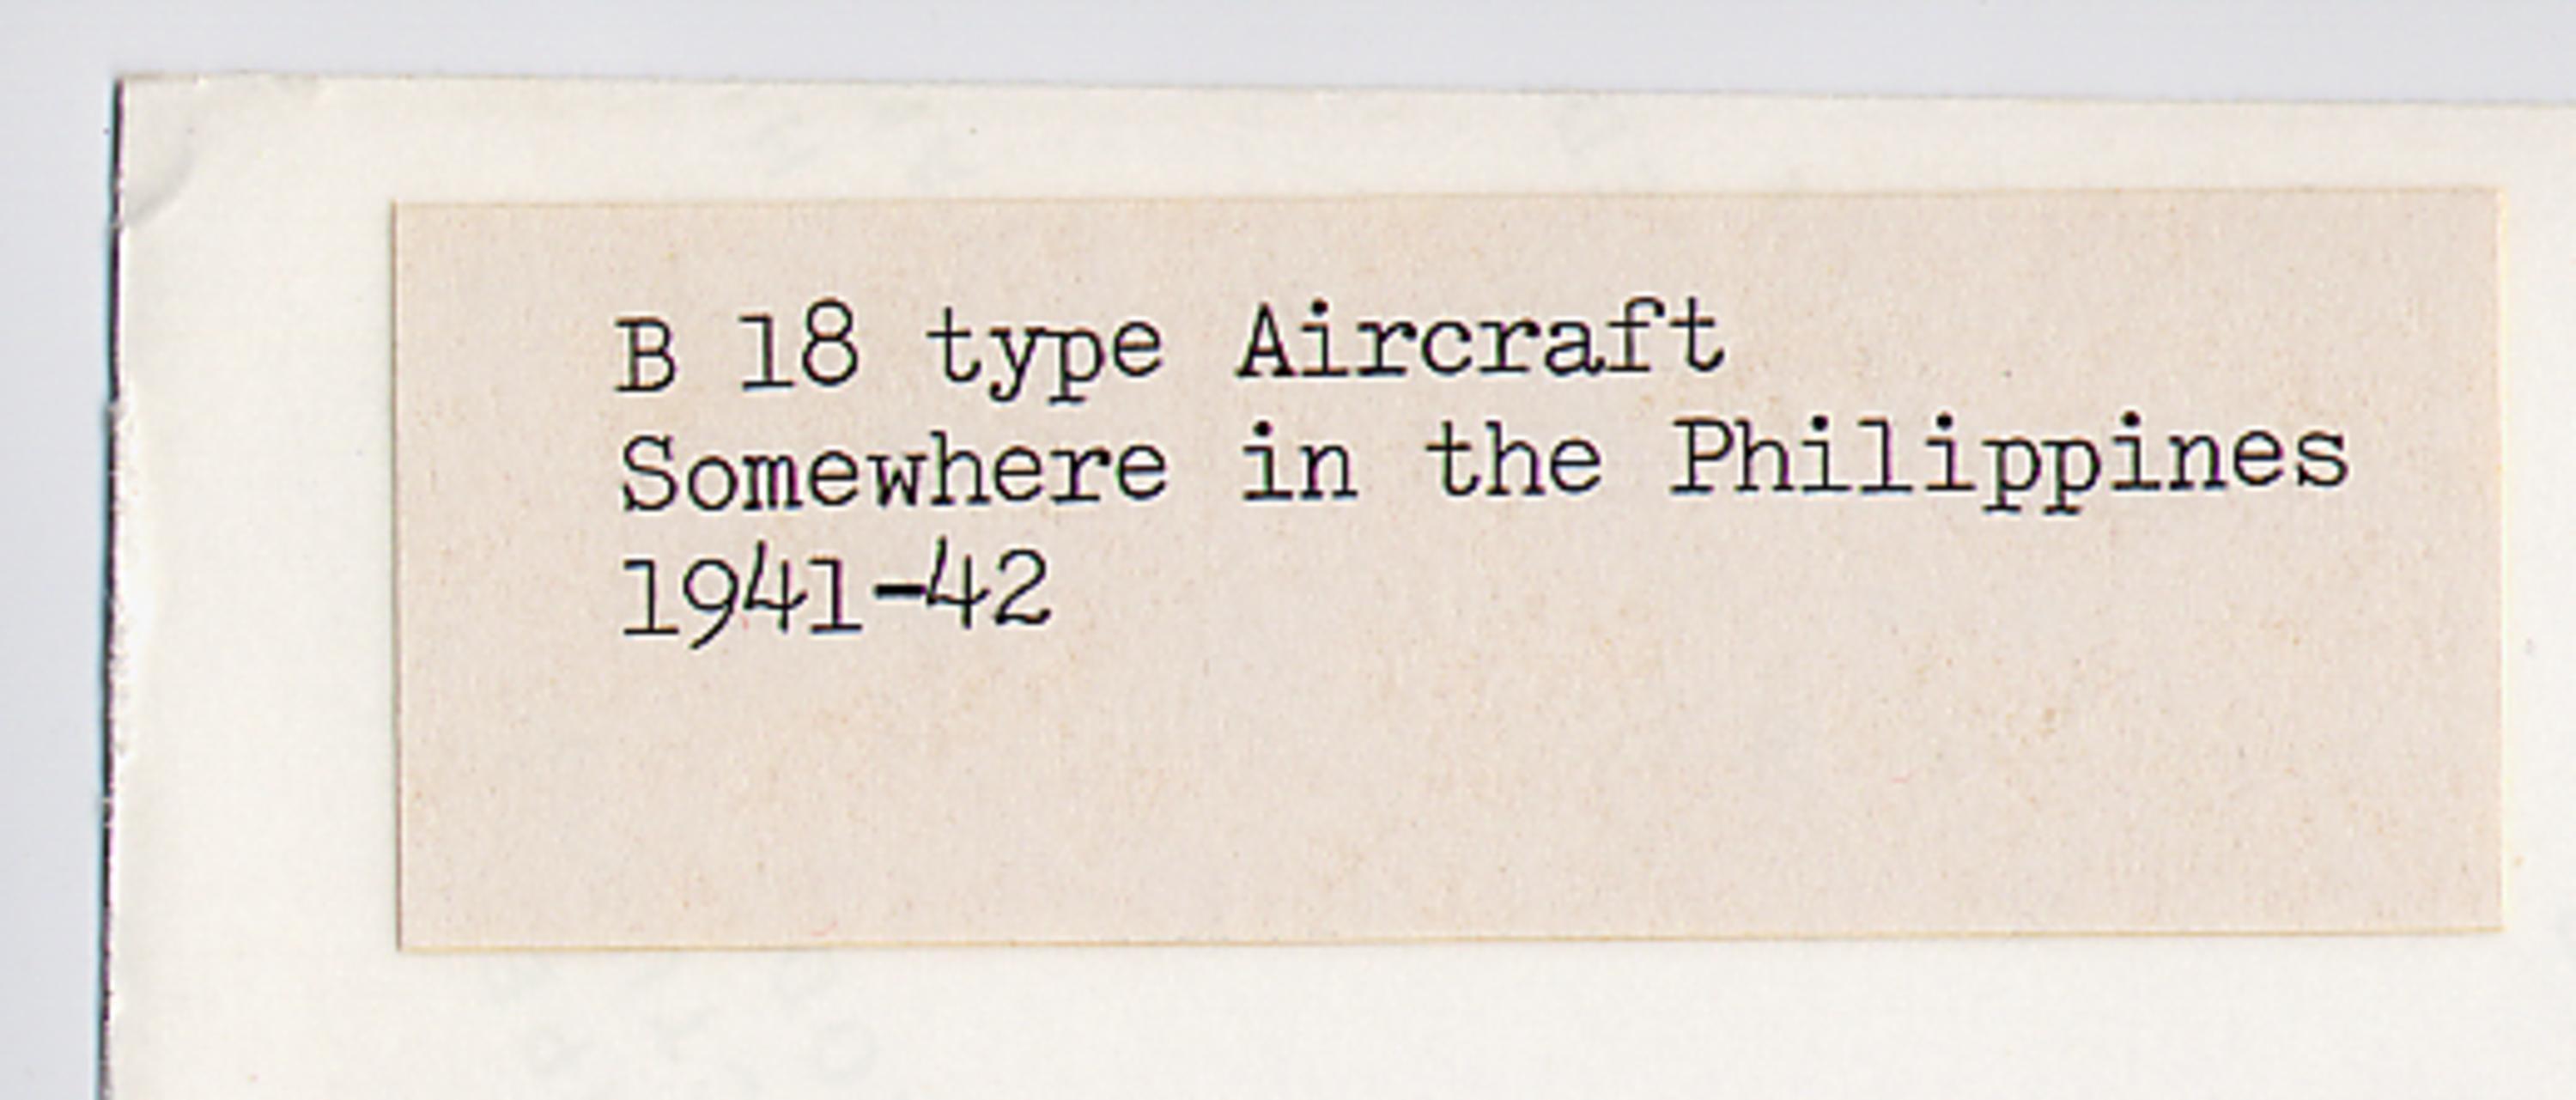 B 18 type Aircraft
Somewhere in the Philippines
1941-42